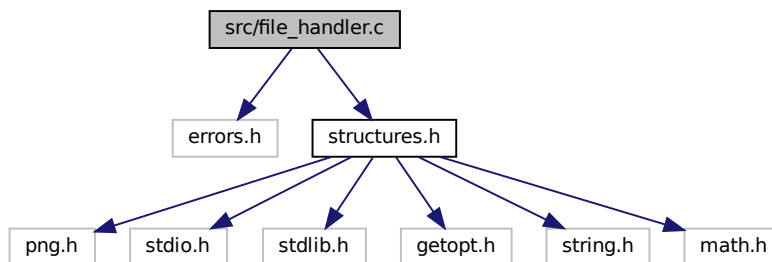 src/file_handler.c
errors.h
structures.h
png.h
stdio.h
stdlib.h
getopt.h
string.h
math.h